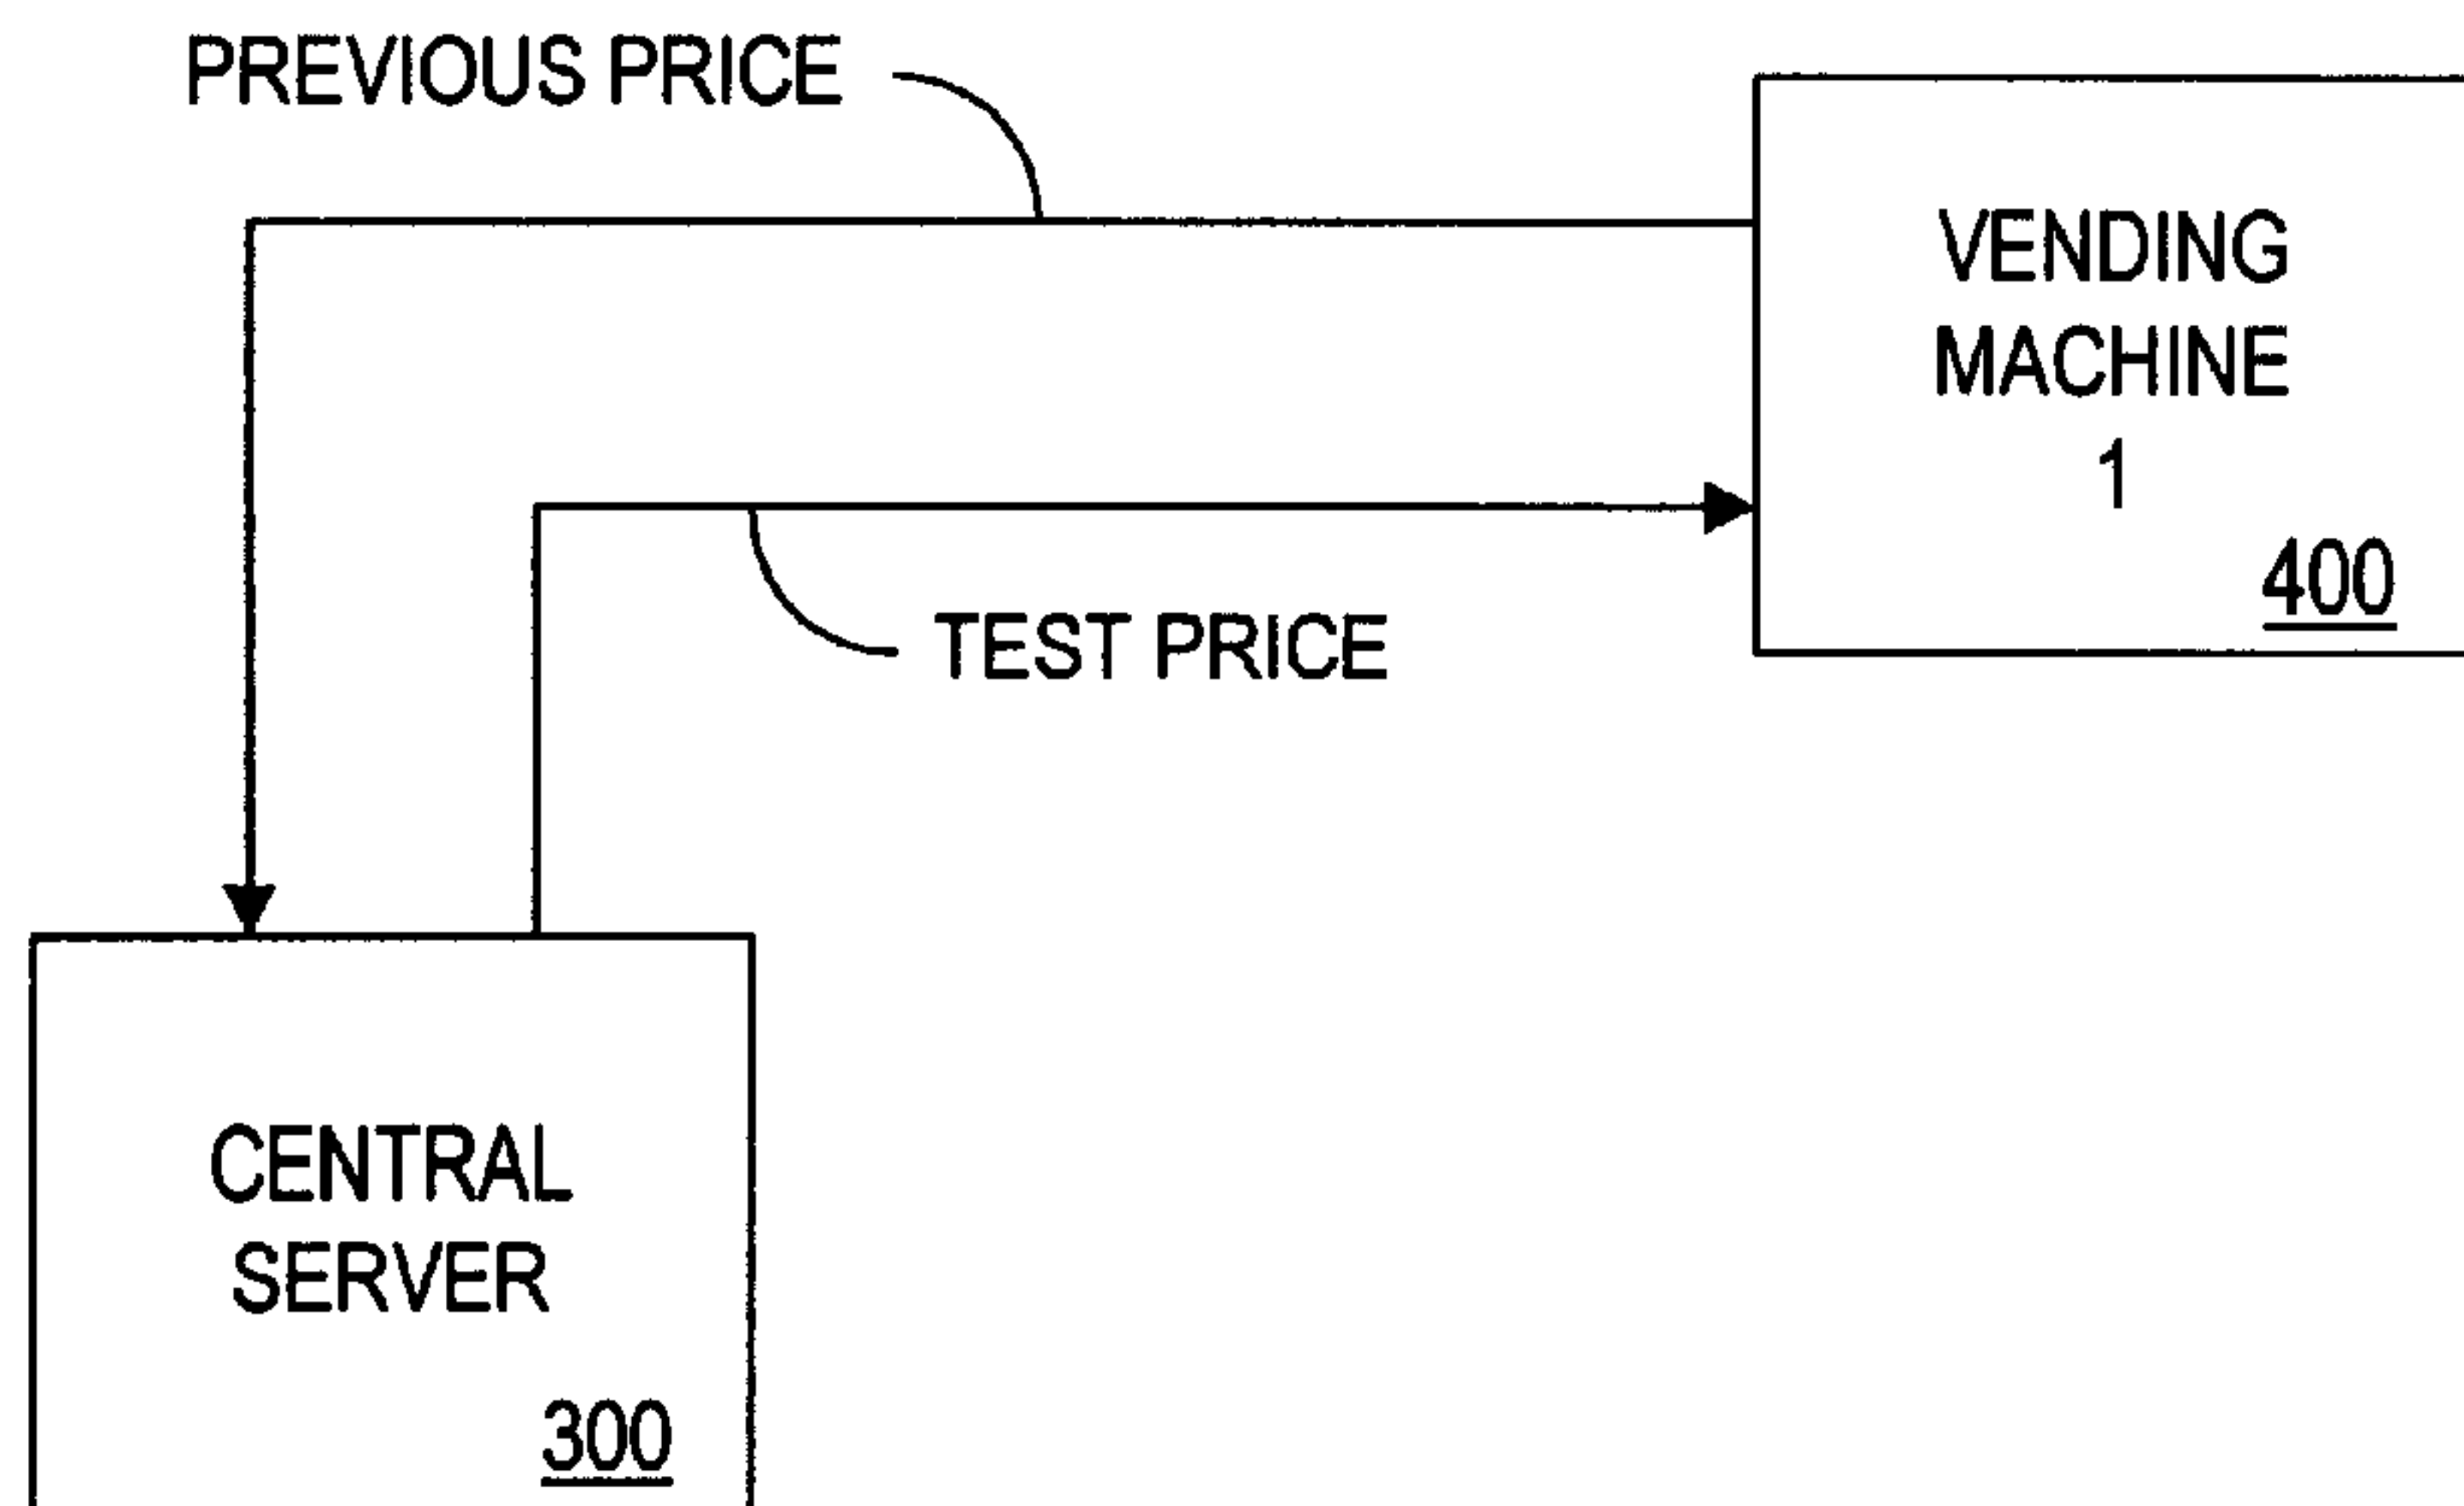 PREVIOUS PRICE
VENDING
MACHINE
1
400
TEST PRICE
CENTRAL
SERVER
300